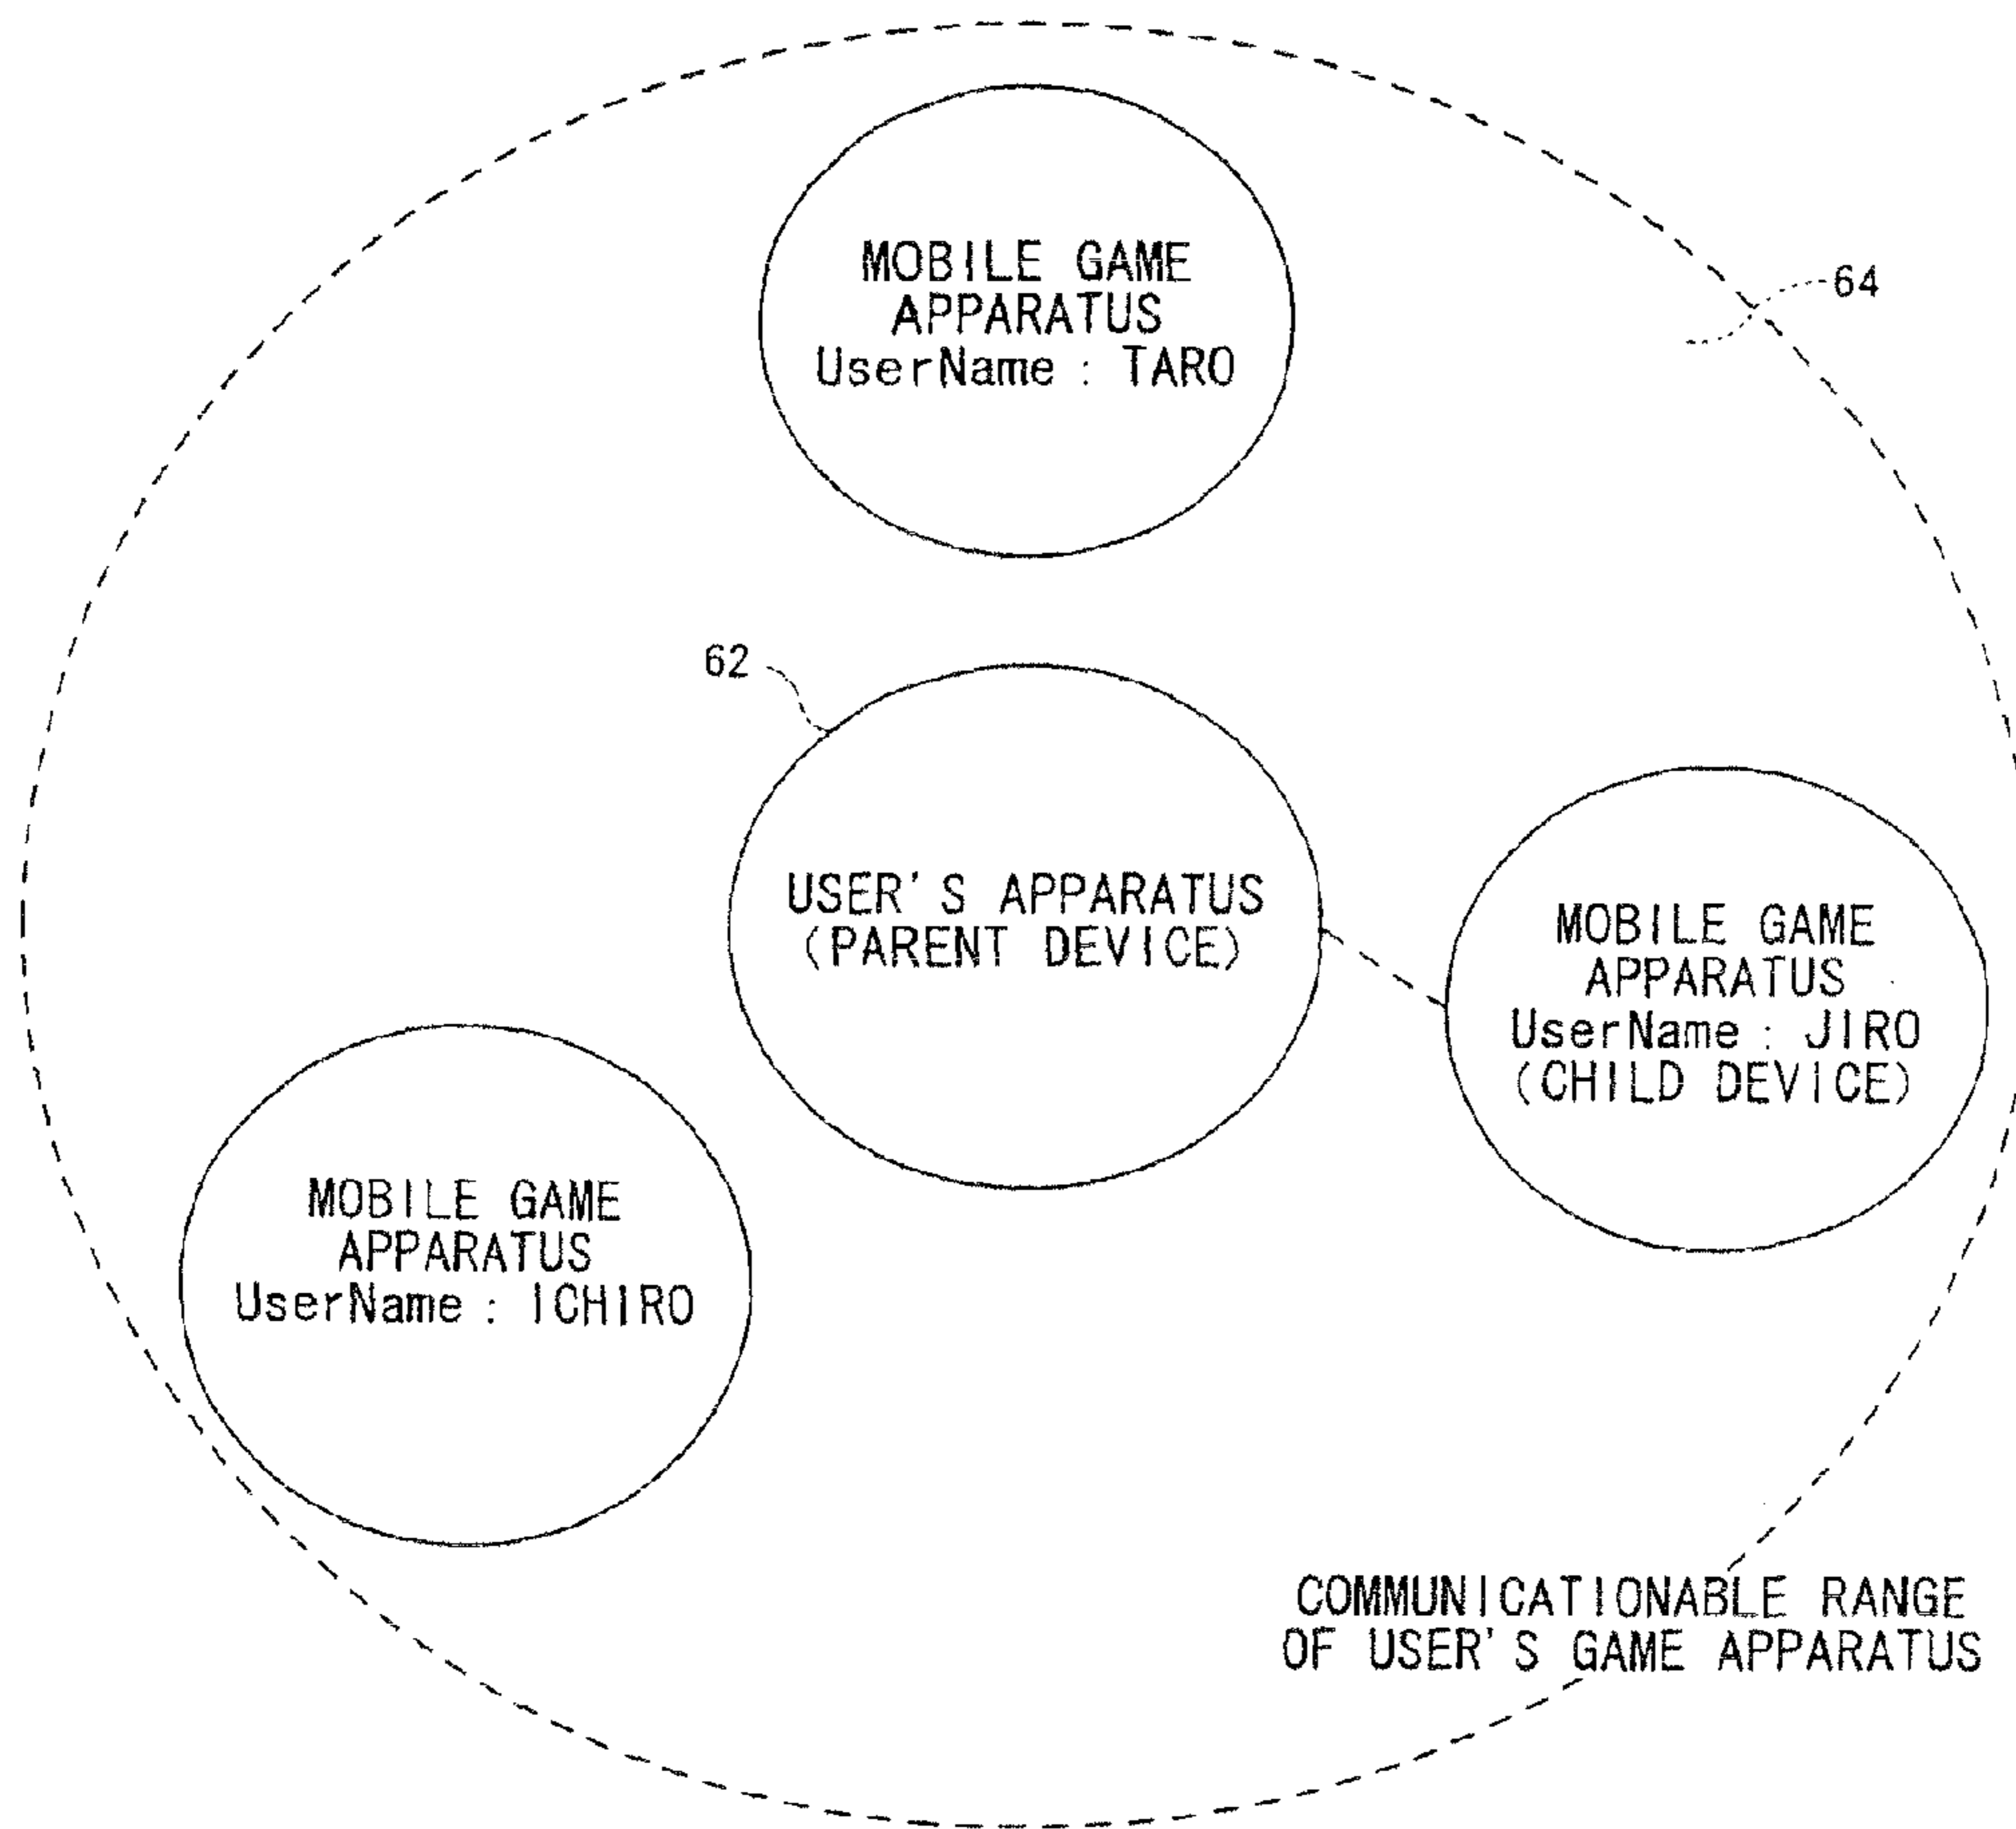 MOBILE GAME
APPARATUS
UserName : TARO
64
62
USER'S APPARATUS
(PARENT DEVICE)
MOBILE GAME
APPARATUS
UserName : JIRO
(CHILD DEVICE)
MOBILE GAME
APPARATUS
UserName : ICHIRO
COMMUNICATIONABLE RANGE
OF USER'S GAME APPARATUS